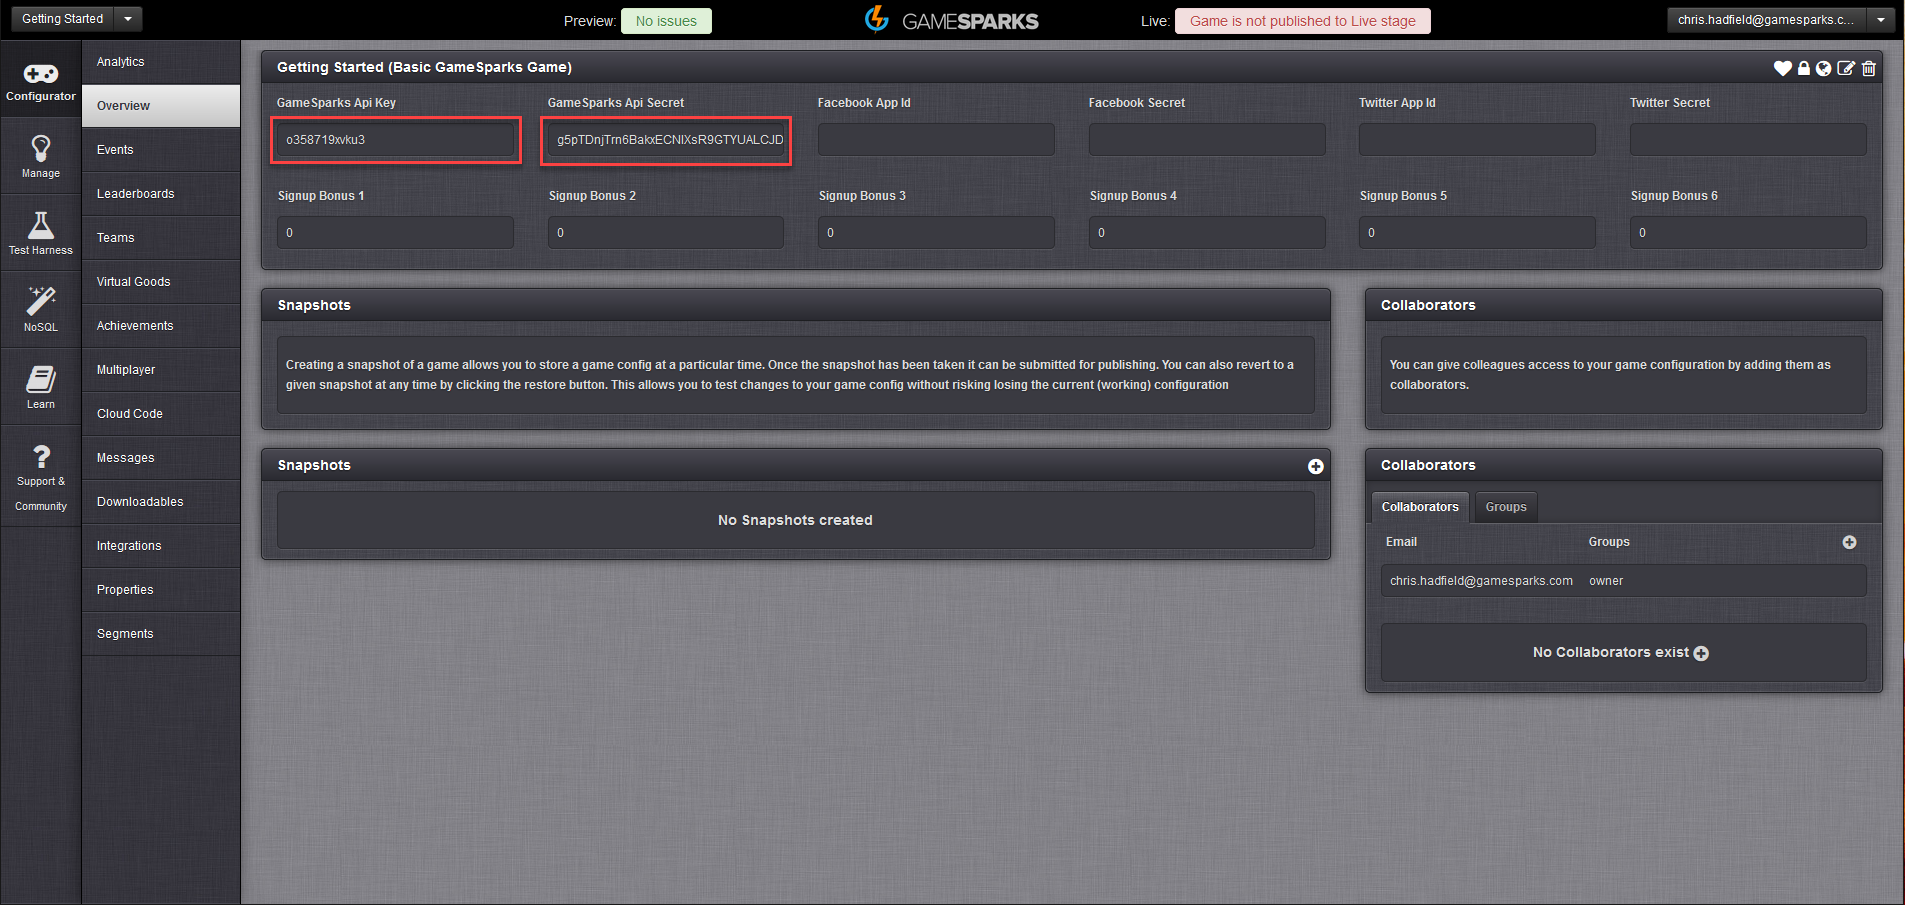 Getting Started
Preview: No issues
GAMESPARKS
Live: Game is not published to Live stage
chris.hadfield@gamesparks.c...
Configurator
Manage
Test Harness
NoSQL
Learn
Support &
Community
Analytics
Overview
Events
Leaderboards
Teams
Virtual Goods
Achievements
Multiplayer
Cloud Code
Messages
Downloadables
Integrations
Properties
Segments
Getting Started (Basic GameSparks Game)
GameSparks Api Key
GameSparks Api Secret
Facebook App Id
Facebook Secret
Twitter App Id
Twitter Secret
o358719xvku3
g5pTDnjTrn6BakxECNIXsR9GTYUALCJD
Signup Bonus 1
Signup Bonus 2
Signup Bonus 3
Signup Bonus 4
Signup Bonus 5
Signup Bonus 6
0
0
0
0
0
0
Snapshots
Creating a snapshot of a game allows you to store a game config at a particular time. Once the snapshot has been taken it can be submitted for publishing. You can also revert to a
given snapshot at any time by clicking the restore button. This allows you to test changes to your game config without risking losing the current (working) configuration
Collaborators
You can give colleagues access to your game configuration by adding them as
collaborators.
Snapshots
No Snapshots created
Collaborators
Collaborators
Groups
Email
Groups
chris.hadfield@gamesparks.com
owner
No Collaborators exist